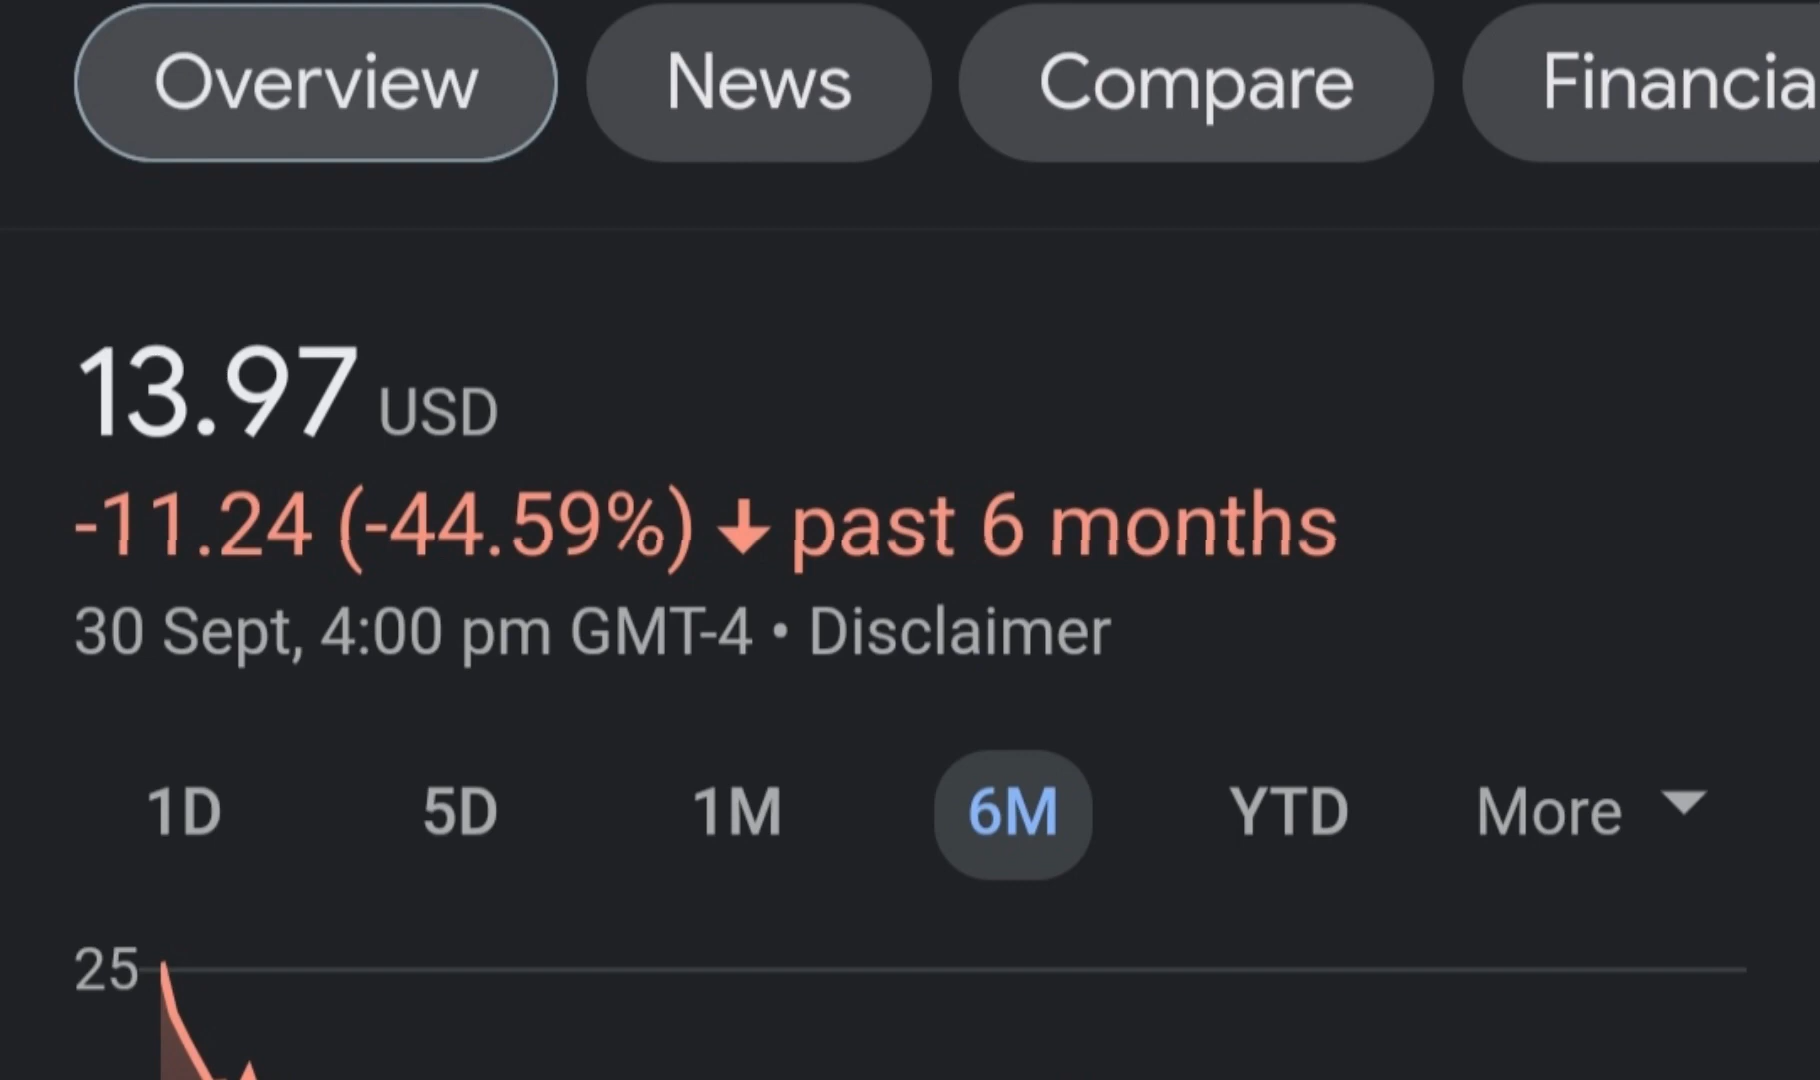 Overview News Compare Financia
13.97 USD
-11.24 (-44.59%) ↓ past 6 months
30 Sept, 4:00 pm GMT-4 • Disclaimer
1D 5D 1M 6M YTD More
25